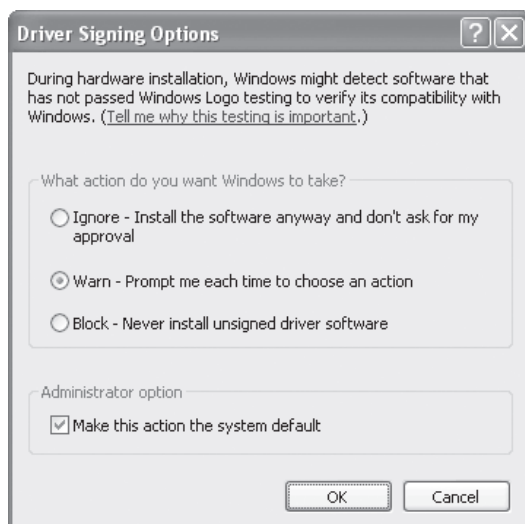 Driver Signing Options
During hardware installation, Windows might detect software that
has not passed Windows Logo testing to verify its compatibility with
Windows. (Tell me why this testing is important.)
What action do you want Windows to take?
Ignore - Install the software anyway and don't ask for my
approval
Warn - Prompt me each time to choose an action
Block - Never install unsigned driver software
Administrator option
Make this action the system default
OK
Cancel